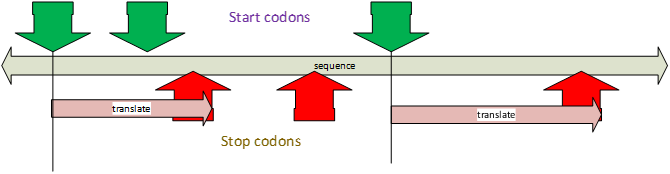 Start codons
sequence
translate
translate
Stop codons